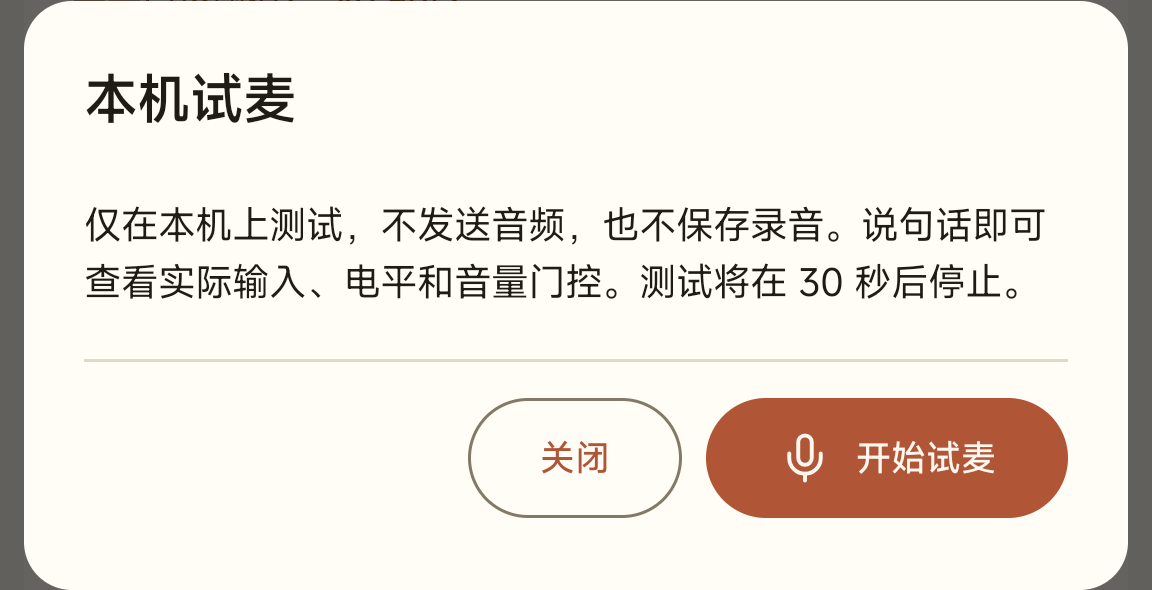 本机试麦
仅在本机上测试，不发送音频，也不保存录音。说句话即可
查看实际输入、电平和音量门控。测试将在 30 秒后停止。
关闭
开始试麦